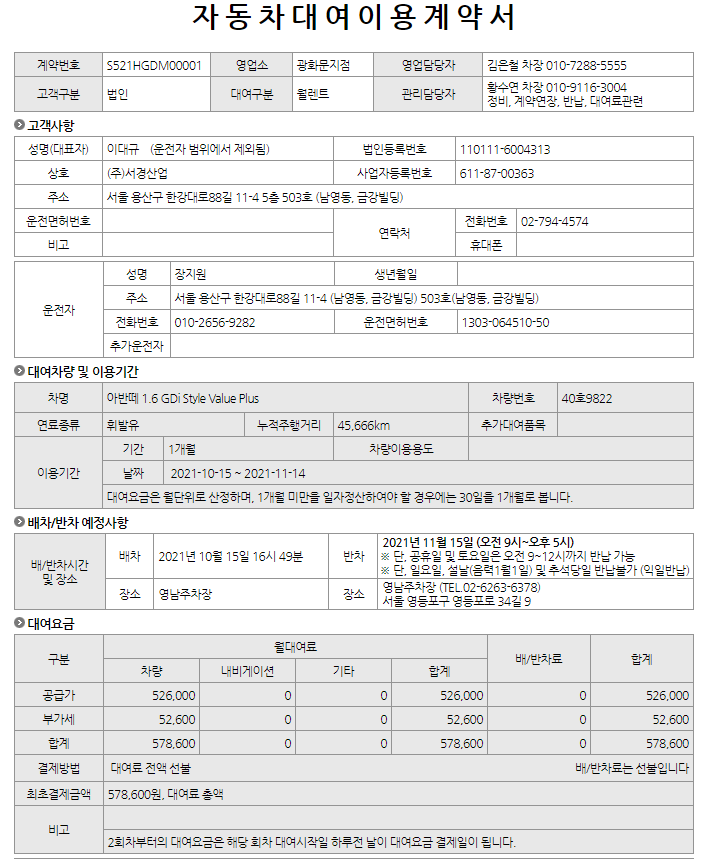 자동차대여이용계약서
계약번호 S521HGDM00001 영업소 광화문지점 영업담당자 김은철 차장 010-7288-5555
고객구분 법인 대여구분 월렌트 관리담당자 황수연 차장 010-9116-3004
정비, 계약연장, 반납, 대여료관련
고객사항
성명(대표자) 이대규 (운전자 범위에서 제외됨) 법인등록번호 110111-6004313
상호 (주)서경산업 사업자등록번호 611-87-00363
주소 서울 용산구 한강대로88길 11-4 5층 503호 (남영동, 금강빌딩)
운전면허번호 연락처 전화번호 02-794-4574
비고 휴대폰
운전자 성명 장지원 생년월일
주소 서울 용산구 한강대로88길 11-4 (남영동, 금강빌딩) 503호(남영동, 금강빌딩)
전화번호 010-2656-9282 운전면허번호 1303-064510-50
추가운전자
대여차량 및 이용기간
차명 아반떼 1.6 GDi Style Value Plus 차량번호 40호9822
연료종류 휘발유 누적주행거리 45,666km 추가대여품목
이용기간 기간 1개월 차량이용용도
날짜 2021-10-15 ~ 2021-11-14
대여요금은 월단위로 산정하며, 1개월 미만을 일자정산하여야 할 경우에는 30일을 1개월로 봅니다.
배차/반차 예정사항
배/반차시간 및 장소 배차 2021년 10월 15일 16시 49분 반차 2021년 11월 15일 (오전 9시~오후 5시)
※ 단, 공휴일 및 토요일은 오전 9~12시까지 반납 가능
※ 단, 일요일, 설날(음력1월1일) 및 추석당일 반납불가 (익일반납)
장소 영남주차장 장소 영남주차장 (TEL.02-6263-6378)
서울 영등포구 영등포로 34길 9
대여요금
구분 월대여료 배/반차료 합계
차량 내비게이션 기타 합계
공급가 526,000 0 0 526,000 0 526,000
부가세 52,600 0 0 52,600 0 52,600
합계 578,600 0 0 578,600 0 578,600
결제방법 대여료 전액 선불 배/반차료는 선불입니다
최초결제금액 578,600원, 대여료 총액
비고
2회차부터의 대여요금은 해당 회차 대여시작일 하루전 날이 대여요금 결제일이 됩니다.